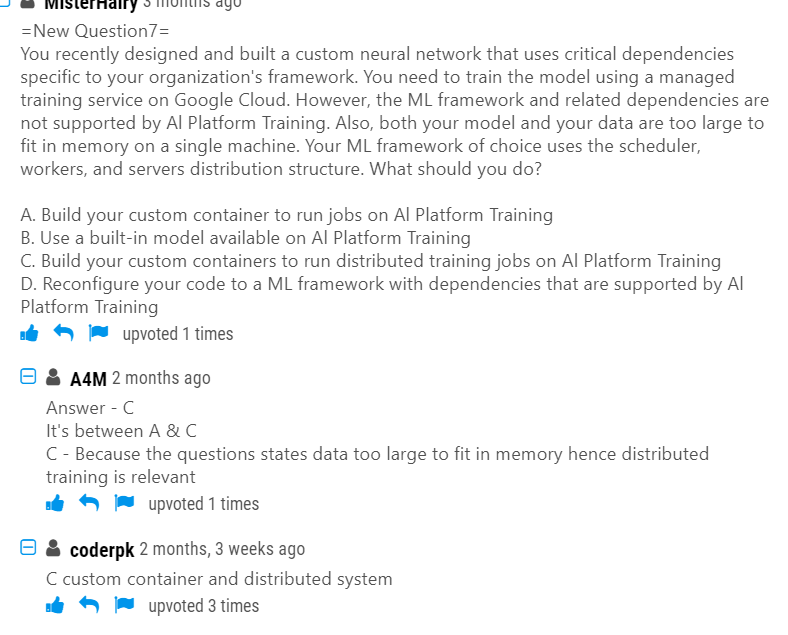 MisterHairy 3 months ago
=New Question7=
You recently designed and built a custom neural network that uses critical dependencies
specific to your organization's framework. You need to train the model using a managed
training service on Google Cloud. However, the ML framework and related dependencies are
not supported by Al Platform Training. Also, both your model and your data are too large to
fit in memory on a single machine. Your ML framework of choice uses the scheduler,
workers, and servers distribution structure. What should you do?
A. Build your custom container to run jobs on Al Platform Training
B. Use a built-in model available on Al Platform Training
C. Build your custom containers to run distributed training jobs on Al Platform Training
D. Reconfigure your code to a ML framework with dependencies that are supported by Al
Platform Training
upvoted 1 times
A4M 2 months ago
Answer - C
It's between A & C
C - Because the questions states data too large to fit in memory hence distributed
training is relevant
upvoted 1 times
coderpk 2 months, 3 weeks ago
C custom container and distributed system
upvoted 3 times